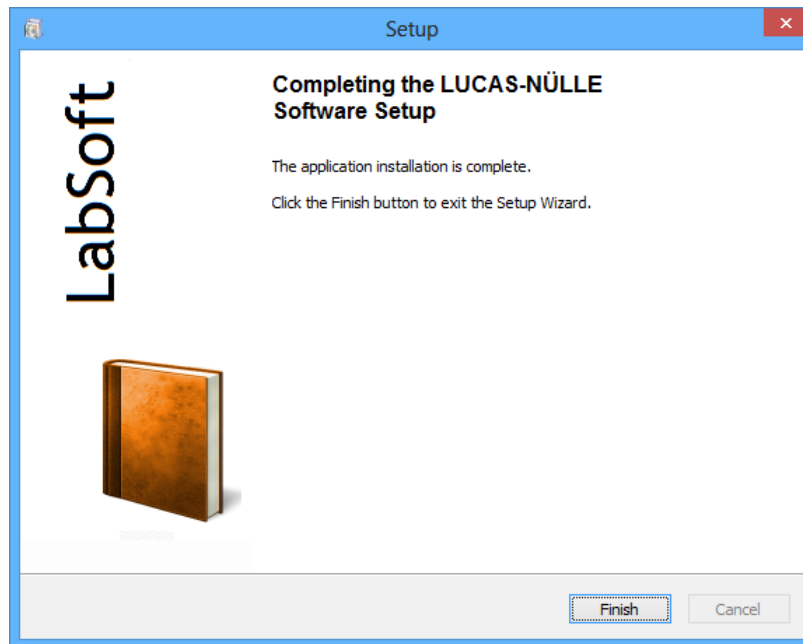 Setup
LabSoft
Completing the LUCAS-NÜLLE
Software Setup
The application installation is complete.
Click the Finish button to exit the Setup Wizard.
Finish
Cancel